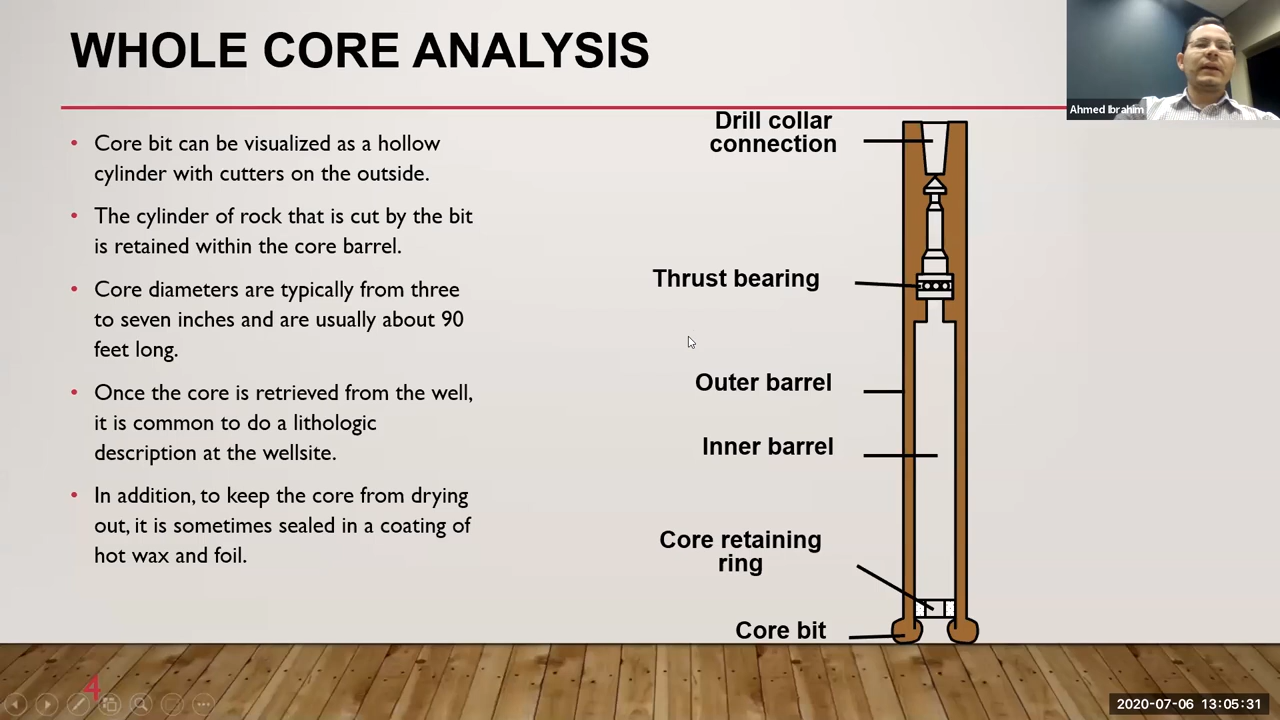 WHOLE CORE ANALYSIS
Ahmed Ibrahim
• Core bit can be visualized as a hollow
cylinder with cutters on the outside.
• The cylinder of rock that is cut by the bit
is retained within the core barrel.
• Core diameters are typically from three
to seven inches and are usually about 90
feet long.
• Once the core is retrieved from the well,
it is common to do a lithologic
description at the wellsite.
• In addition, to keep the core from drying
out, it is sometimes sealed in a coating of
hot wax and foil.
Drill collar
connection
Thrust bearing
Outer barrel
Inner barrel
Core retaining
ring
Core bit
4
2020-07-06 13:05:31